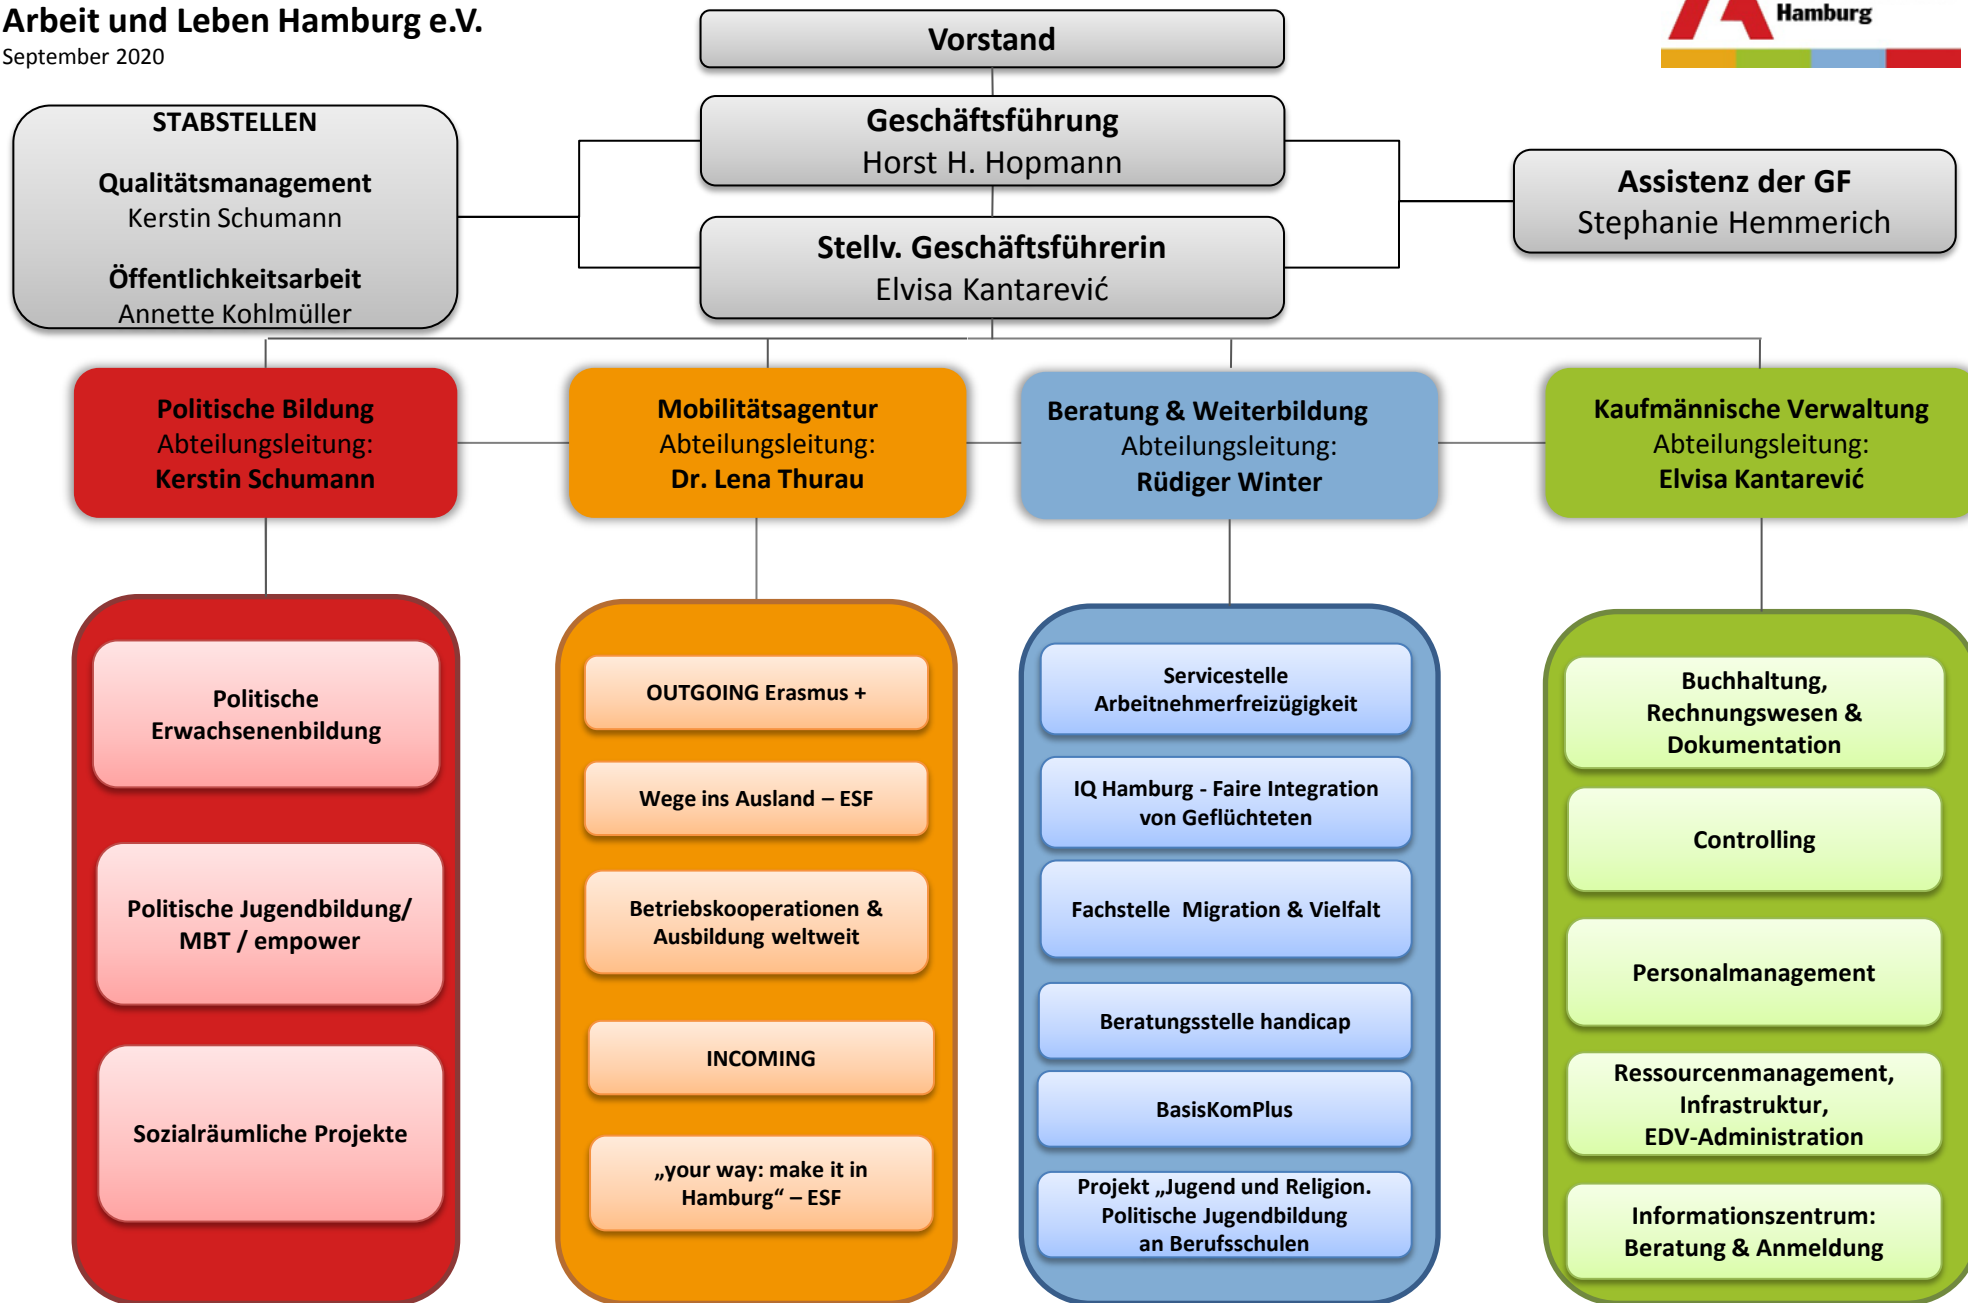 Arbeit und Leben Hamburg e.V.
September 2020
Hamburg
Vorstand
Geschäftsführung
Horst H. Hopmann
Stellv. Geschäftsführerin
Elvisa Kantarević
STABSTELLEN
Qualitätsmanagement
Kerstin Schumann
Öffentlichkeitsarbeit
Annette Kohlmüller
Assistenz der GF
Stephanie Hemmerich
Politische Bildung
Abteilungsleitung:
Kerstin Schumann
Mobilitätsagentur
Abteilungsleitung:
Dr. Lena Thurau
Beratung & Weiterbildung
Abteilungsleitung:
Rüdiger Winter
Kaufmännische Verwaltung
Abteilungsleitung:
Elvisa Kantarević
Politische
Erwachsenenbildung
Politische Jugendbildung/
MBT / empower
Sozialräumliche Projekte
OUTGOING Erasmus +
Wege ins Ausland – ESF
Betriebskooperationen &
Ausbildung weltweit
INCOMING
„your way: make it in
Hamburg“ – ESF
Servicestelle
Arbeitnehmerfreizügigkeit
IQ Hamburg - Faire Integration
von Geflüchteten
Fachstelle  Migration & Vielfalt
Beratungsstelle handicap
BasisKomPlus
Projekt „Jugend und Religion.
Politische Jugendbildung
an Berufsschulen
Buchhaltung,
Rechnungswesen &
Dokumentation
Controlling
Personalmanagement
Ressourcenmanagement,
Infrastruktur,
EDV-Administration
Informationszentrum:
Beratung & Anmeldung